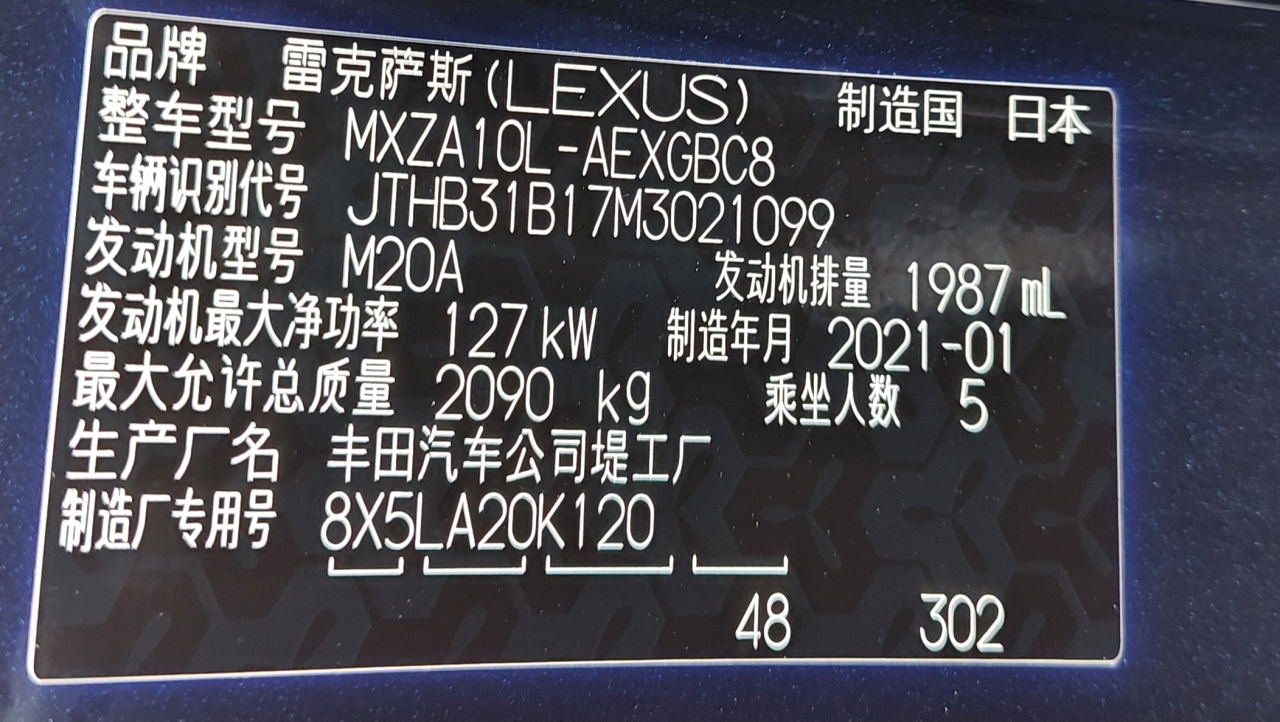 品牌 雷克萨斯(LEXUS) 制造国 日本
整车型号 MXZA10L-AEXGBC8
车辆识别代号 JTHB31B17M3021099
发动机型号 M20A 发动机排量 1987 mL
发动机最大净功率 127 kW 制造年月 2021-01
最大允许总质量 2090 kg 乘坐人数 5
生产厂名 丰田汽车公司堤工厂
制造厂专用号 8X5LA20K120
48 302